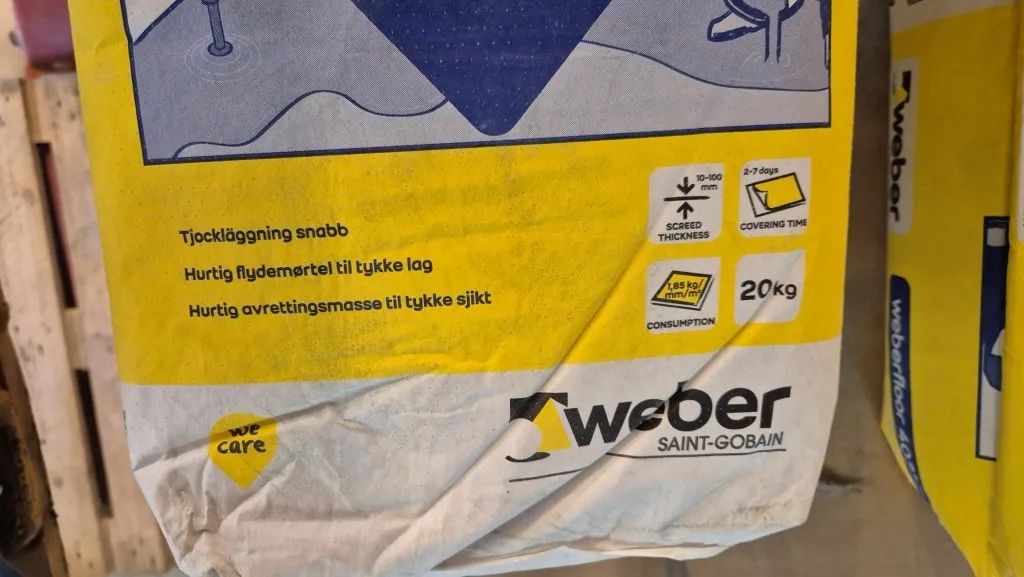 10-100
mm
SCREED
THICKNESS
2-7 days
COVERING TIME
Tjockläggning snabb
Hurtig flydemørtel til tykke lag
Hurtig avrettingsmasse til tykke sjikt
1,85 kg/
mm/m²
CONSUMPTION
20kg
we
care
weber
SAINT-GOBAIN
weber
weberfloor